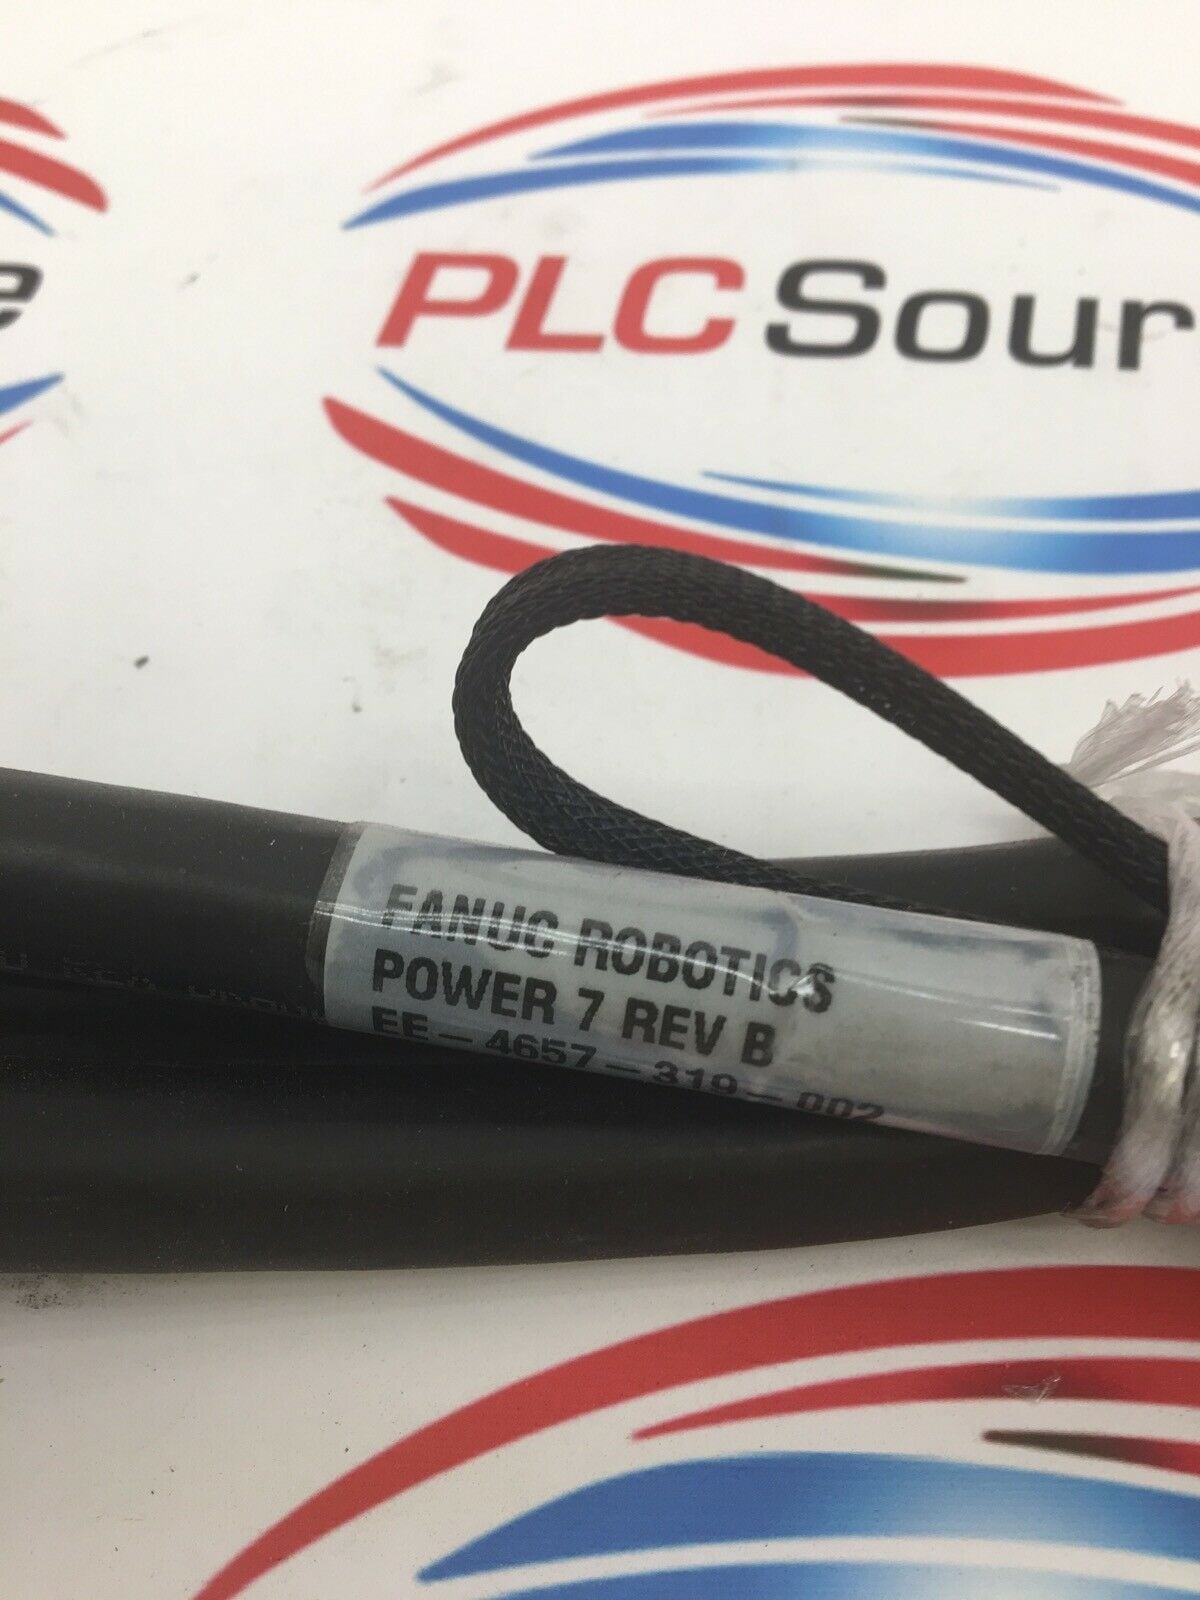 PLC Sour
e
FANUC ROBOTICS
POWER 7 REV B
EE-4657-319-002